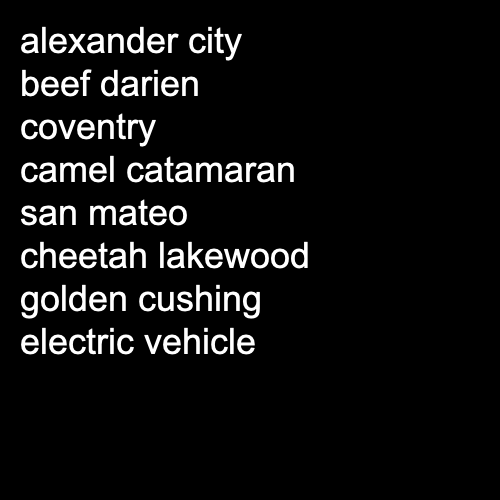 alexander city
beef darien
coventry
camel catamaran
san mateo
cheetah lakewood
golden cushing
electric vehicle